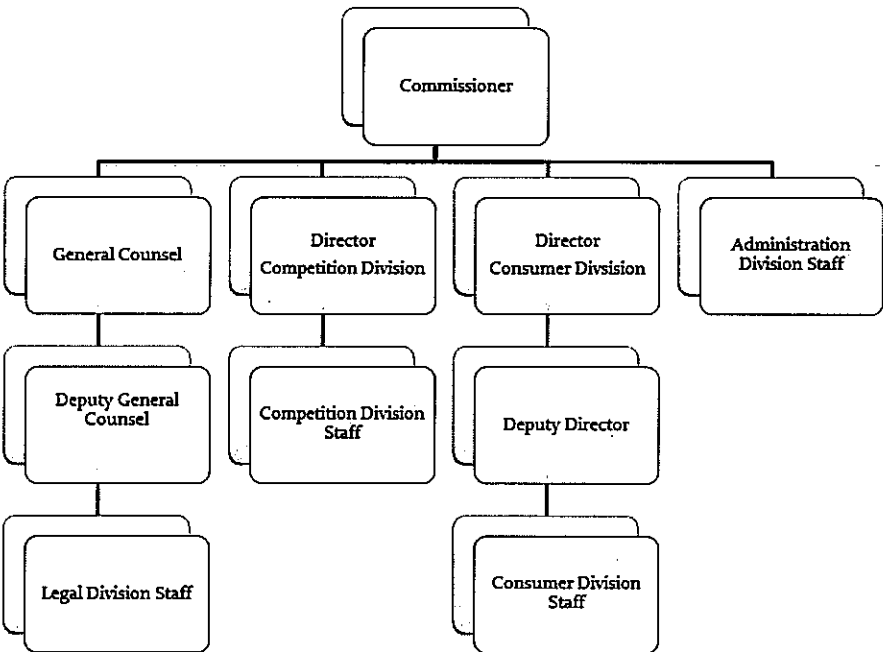 Commissioner
General Counsel
Director
Competition Division
Director
Consumer Divsision
Administration
Division Staff
Deputy General
Counsel
Competition Division
Staff
Deputy Director
Legal Division Staff
Consumer Division
Staff